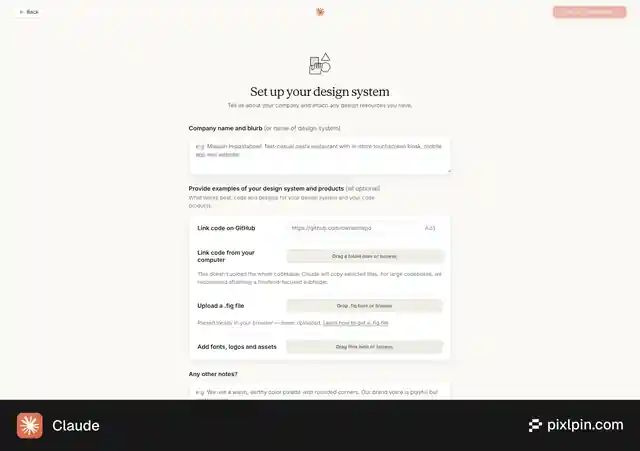 ← Back
Set up your design system
Tell us about your company and attach any design resources you have.
Company name and blurb (or name of design system)
e.g. Mission Impastabowl: fast-casual pasta restaurant with in-store touchscreen kiosk, mobile
app and website
Provide examples of your design system and products (all optional)
What works best: code and designs for your design system and your code
products.
Link code on GitHub
https://github.com/owner/repo
Add
Link code from your
computer
Drag a folder here or browse
This doesn't upload the whole codebase. Claude will copy selected files. For large codebases, we
recommend attaching a frontend-focused subfolder.
Upload a .fig file
Drop .fig here or browse
Parsed locally in your browser — never uploaded. Learn how to get a .fig file
Add fonts, logos and assets
Drag files here or browse
Any other notes?
e.g. We use a warm, earthy color palette and rounded corners. Our brand voice is playful but
Claude
pixlpin.com